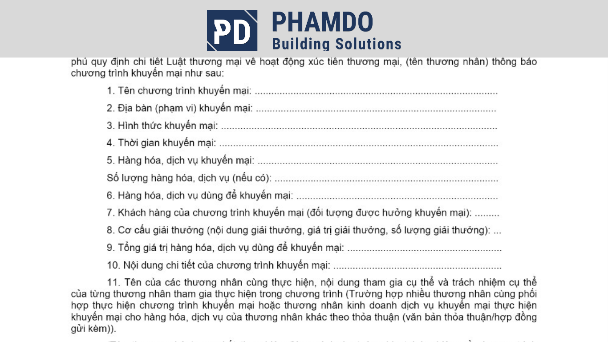 PD PHAMDO
Building Solutions
phủ quy định chi tiết Luật thương mại về hoạt động xúc tiến thương mại, (tên thương nhân) thông báo
chương trình khuyến mại như sau:
1. Tên chương trình khuyến mại: ........................................................................................
2. Địa bàn (phạm vi) khuyến mại: .......................................................................................
3. Hình thức khuyến mại: ....................................................................................................
4. Thời gian khuyến mại: .....................................................................................................
5. Hàng hóa, dịch vụ khuyến mại: .......................................................................................
Số lượng hàng hóa, dịch vụ (nếu có): .................................................................................
6. Hàng hóa, dịch vụ dùng để khuyến mại: .........................................................................
7. Khách hàng của chương trình khuyến mại (đối tượng được hưởng khuyến mại): .........
8. Cơ cấu giải thưởng (nội dung giải thưởng, giá trị giải thưởng, số lượng giải thưởng): ...
9. Tổng giá trị hàng hóa, dịch vụ dùng để khuyến mại: ........................................................
10. Nội dung chi tiết của chương trình khuyến mại: .............................................................
11. Tên của các thương nhân cùng thực hiện, nội dung tham gia cụ thể và trách nhiệm cụ thể
của từng thương nhân tham gia thực hiện trong chương trình (Trường hợp nhiều thương nhân cùng phối
hợp thực hiện chương trình khuyến mại hoặc thương nhân kinh doanh dịch vụ khuyến mại thực hiện
khuyến mại cho hàng hóa, dịch vụ của thương nhân khác theo thỏa thuận (văn bản thỏa thuận/hợp đồng
gửi kèm)).